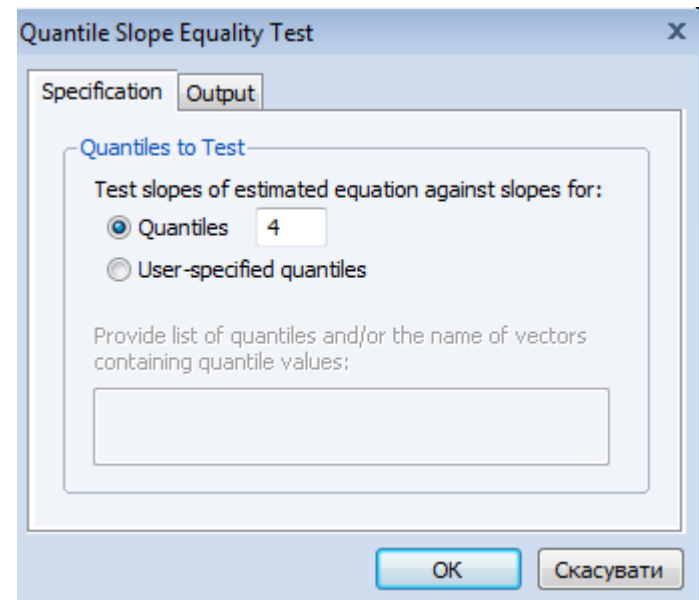 Quantile Slope Equality Test
Specification Output
Quantiles to Test
Test slopes of estimated equation against slopes for:
Quantiles 4
User-specified quantiles
Provide list of quantiles and/or the name of vectors
containing quantile values:
OK Скасувати